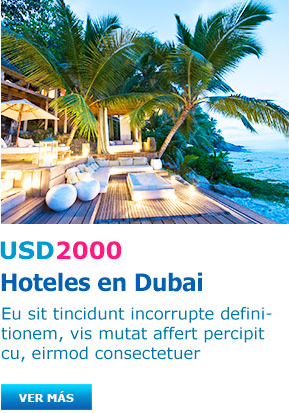 USD2000
Hoteles en Dubai
Eu sit tincidunt incorrupte defini-
tionem, vis mutat affert percipit
cu, eirmod consectetuer
VER MÁS